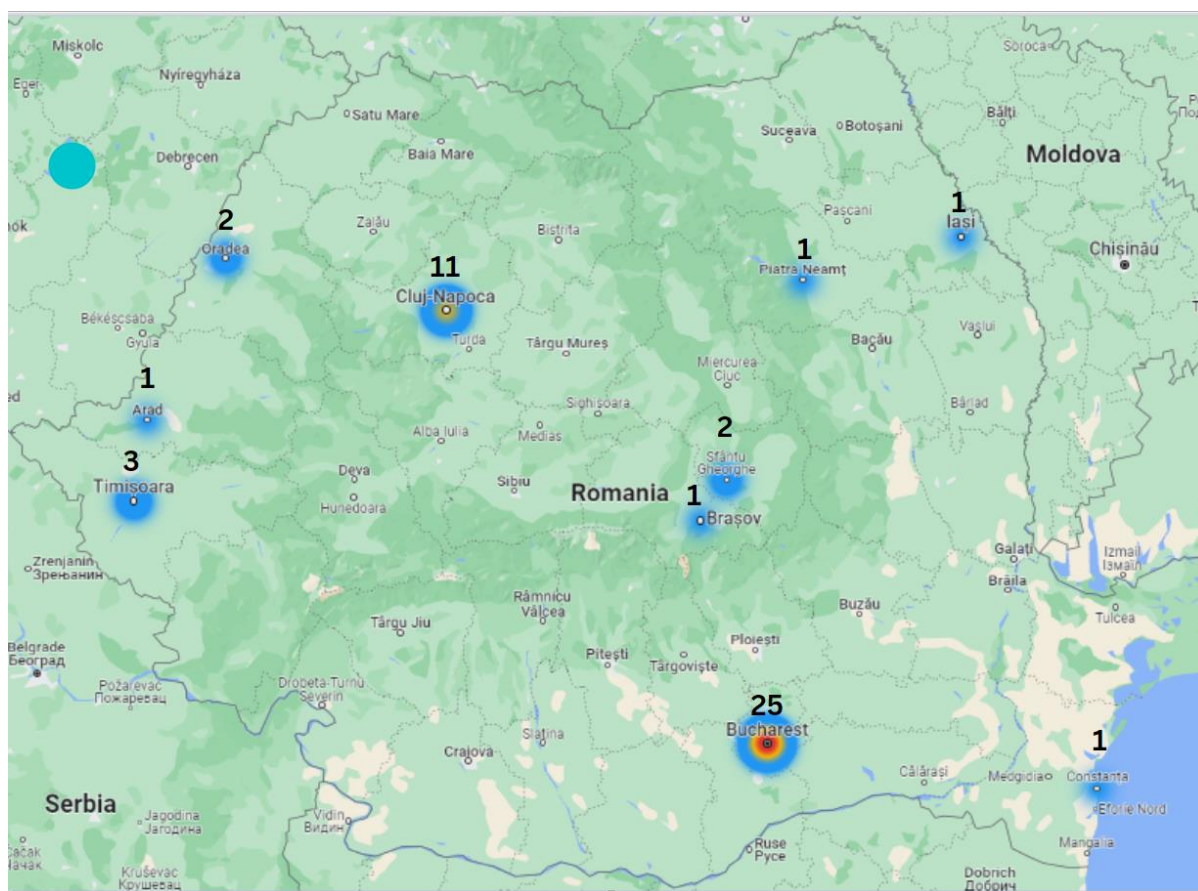 Miskolc
Soroca
Eger
Nyíregyháza
Satu Mare
Bălți
Suceava
Botoșani
Debrecen
Baia Mare
Moldova
nok
2
Oradea
Zalău
Bistrița
Pașcani
1
Iași
Chișinău
11
Cluj-Napoca
1
Piatra Neamț
Békéscsaba
Gyula
Turda
Târgu Mureș
Bacău
Vaslui
Miercurea
Ciuc
1
Arad
ed
Sighișoara
Bârlad
Alba Iulia
Mediaș
2
Sfântu
Gheorghe
3
Timișoara
Deva
Hunedoara
Sibiu
Romania
1
Brașov
Zrenjanin
Зрењанин
Galați
Izmail
Ізмаїл
Brăila
Râmnicu
Vâlcea
Buzău
Tulcea
Târgu Jiu
Ploiești
Belgrade
Београд
Pitești
Târgoviște
Požarevac
Пожаревац
Drobeta-Turnu
Severin
25
Bucharest
Slatina
Craiova
1
Călărași
Medgidia
Constanța
Eforie Nord
Serbia
Jagodina
Јагодина
Vidin
Видин
Mangalia
Čačak
Чачак
Ruse
Русе
Kruševac
Крушевац
Dobrich
Добрич